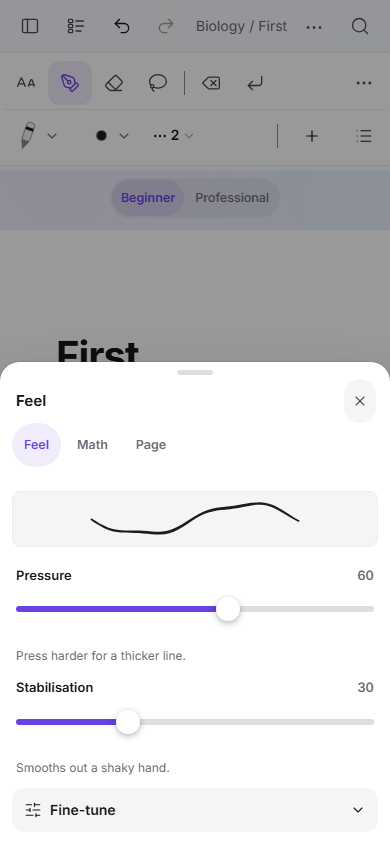 Biology / First
AA
2
Beginner Professional
First
Feel
Feel Math Page
Pressure 60
Press harder for a thicker line.
Stabilisation 30
Smooths out a shaky hand.
Fine-tune